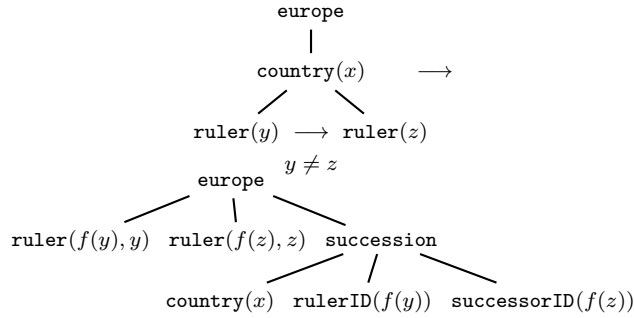 europe
country(x) ⟶
ruler(y) ⟶ ruler(z)
y ≠ z
europe
ruler(f(y), y) ruler(f(z), z) succession
country(x) rulerID(f(y)) successorID(f(z))